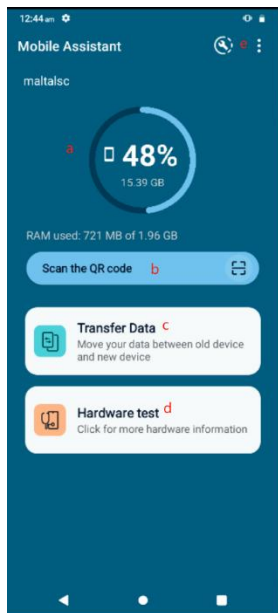 12:44 am
Mobile Assistant e
maltalsc
a 48%
15.39 GB
RAM used: 721 MB of 1.96 GB
Scan the QR code b
Transfer Data c
Move your data between old device
and new device
Hardware test d
Click for more hardware information